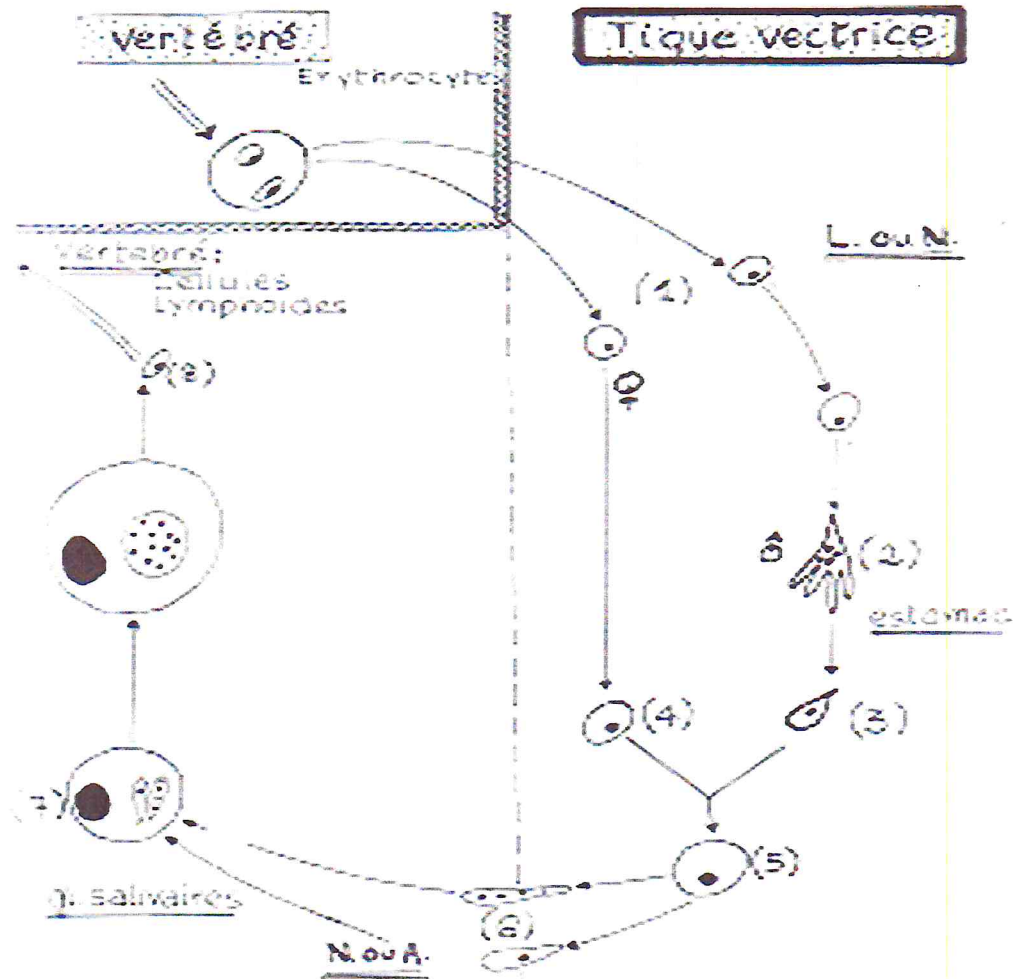 Vertébré
Tique vectrice
Erythrocyte
L. ou N.
Vertébré:
Cellules
Lymphoïdes
(1)
(8)
♀
♂
(2)
estomac
(4)
(3)
(7)
(5)
g. salivaires
(6)
N. ou A.